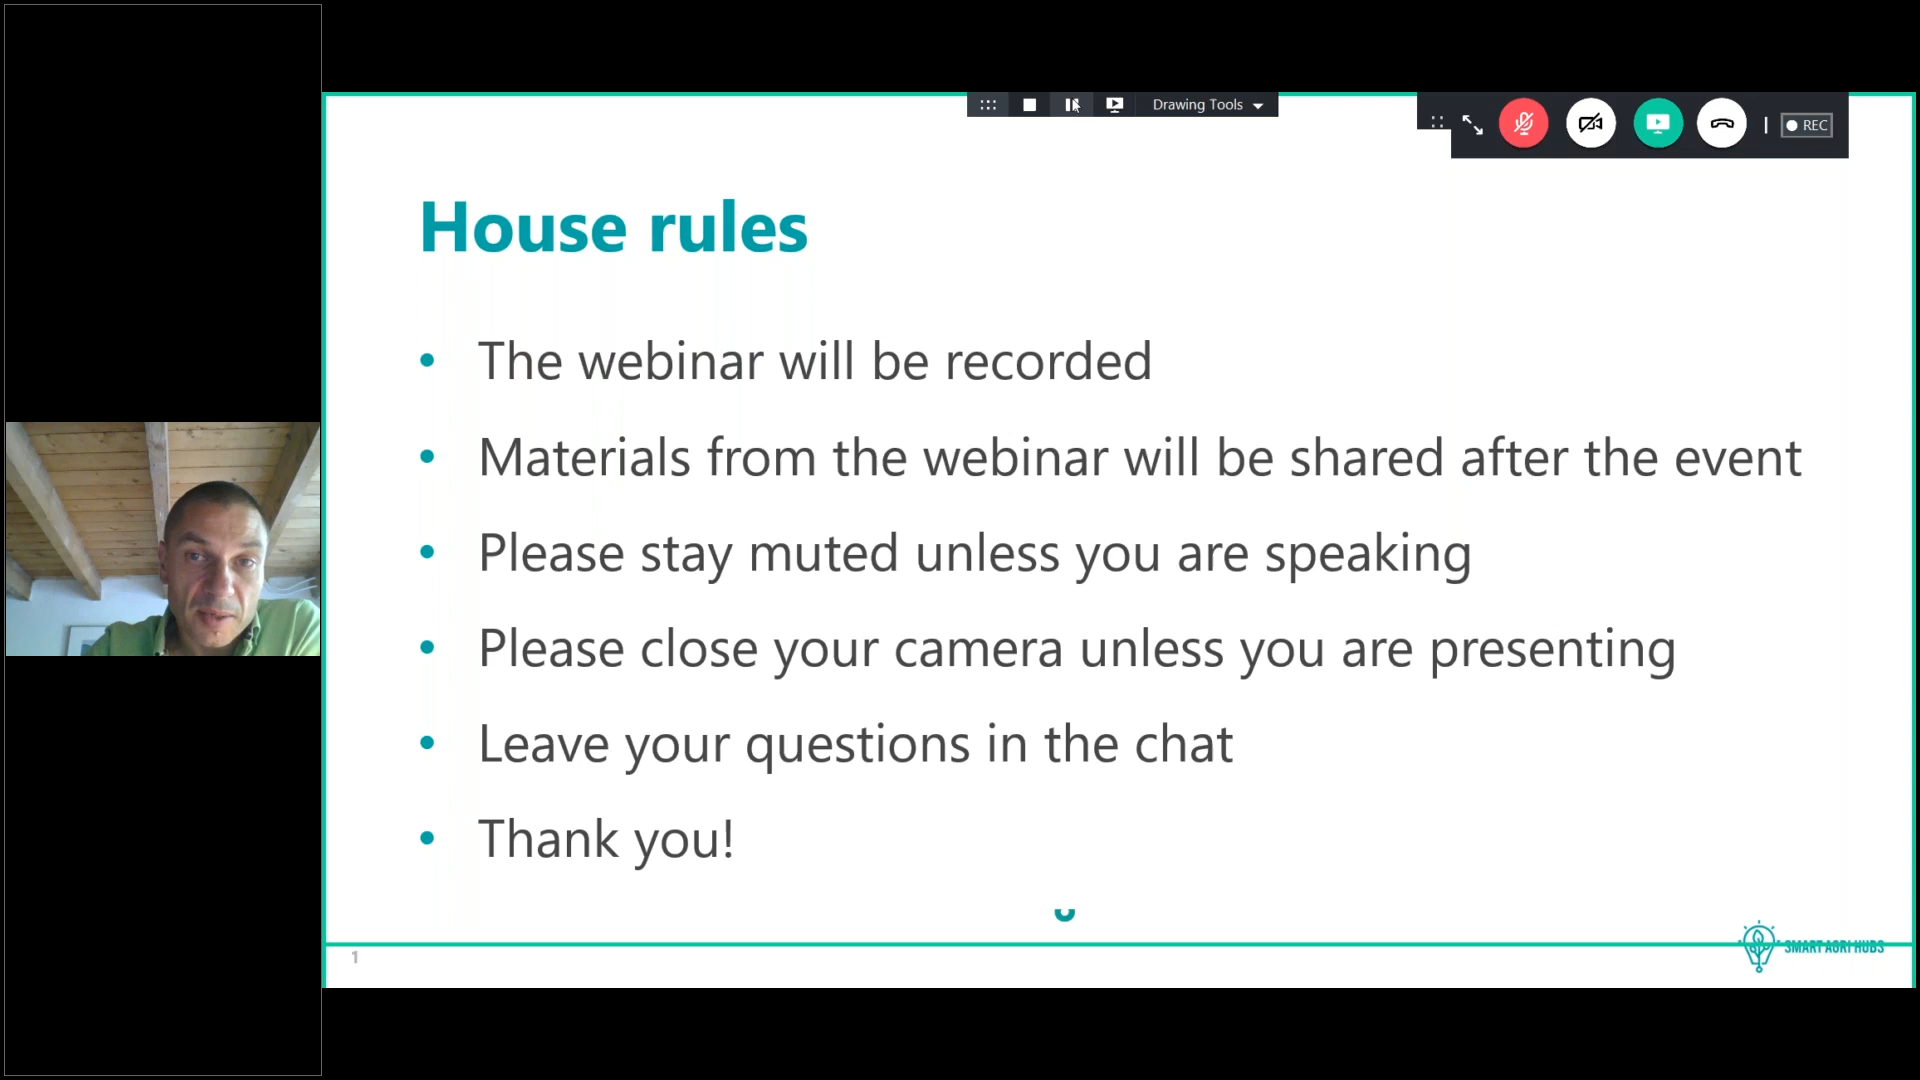 Drawing Tools
REC
House rules
• The webinar will be recorded
• Materials from the webinar will be shared after the event
• Please stay muted unless you are speaking
• Please close your camera unless you are presenting
• Leave your questions in the chat
• Thank you!
1
SMART AGRI HUBS